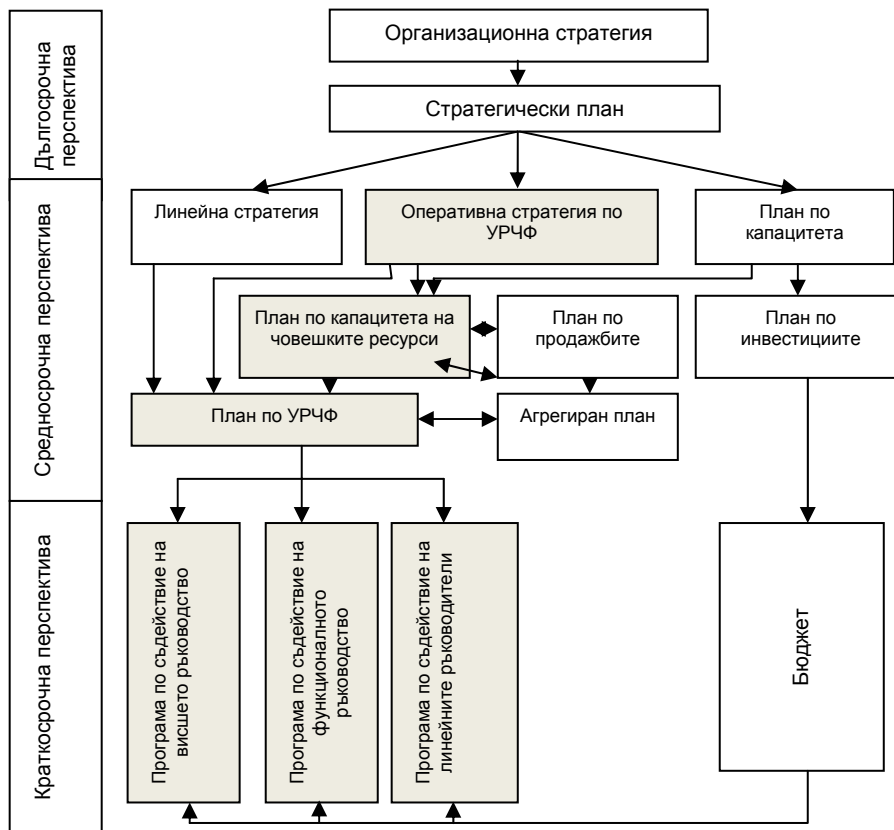 Дългосрочна
перспектива
Организационна стратегия
Стратегически план
Средносрочна перспектива
Линейна стратегия
Оперативна стратегия по
УРЧФ
План по
капацитета
План по капацитета на
човешките ресурси
План по
продажбите
План по
инвестициите
План по УРЧФ
Агрегиран план
Краткосрочна перспектива
Програма по съдействие на
висшето ръководство
Програма по съдействие на
функционалното
ръководство
Програма по съдействие на
линейните ръководители
Бюджет